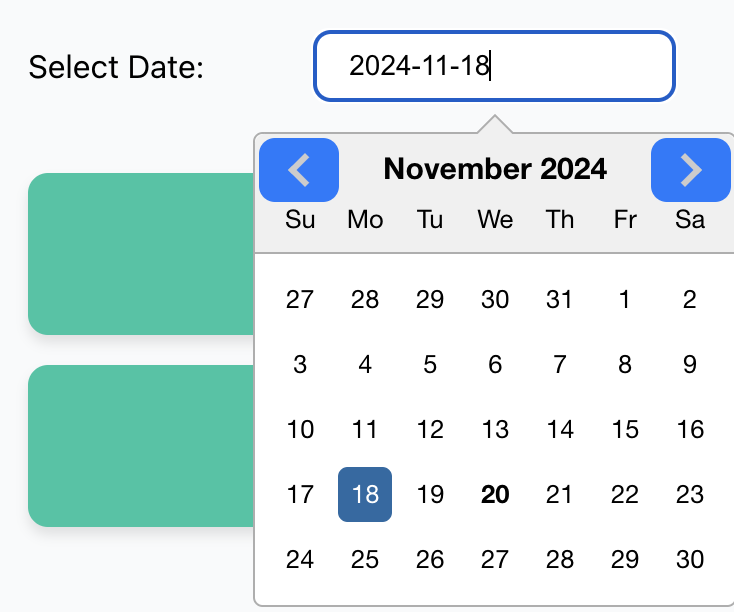 Select Date:
2024-11-18
November 2024
Su Mo Tu We Th Fr Sa
27 28 29 30 31 1 2
3 4 5 6 7 8 9
10 11 12 13 14 15 16
17 18 19 20 21 22 23
24 25 26 27 28 29 30